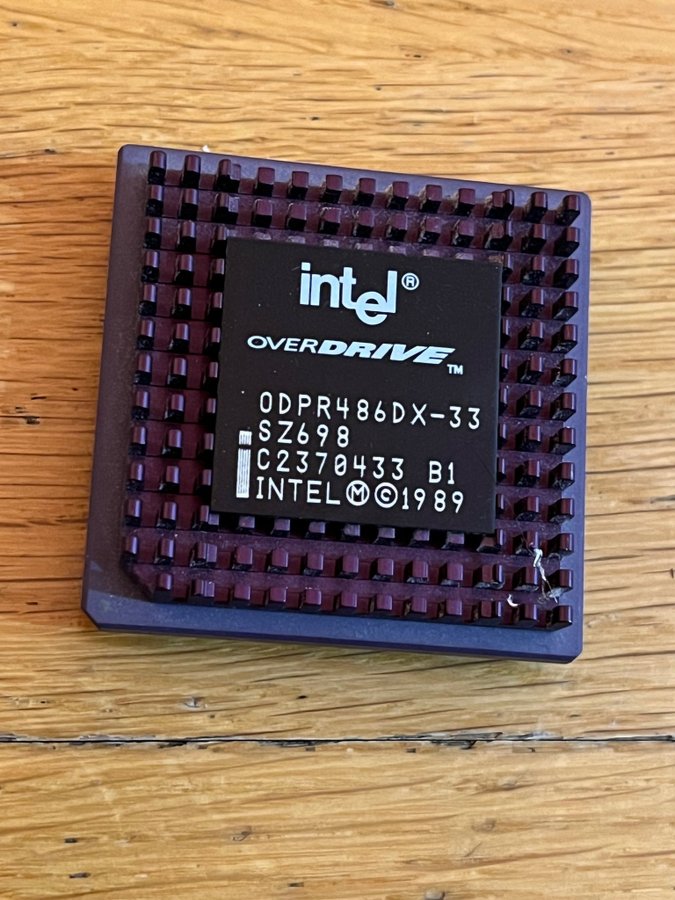 intel®
OVERDRIVE™
ODPR486DX-33
SZ698
C2370433 B1
INTEL Ⓜ©1989